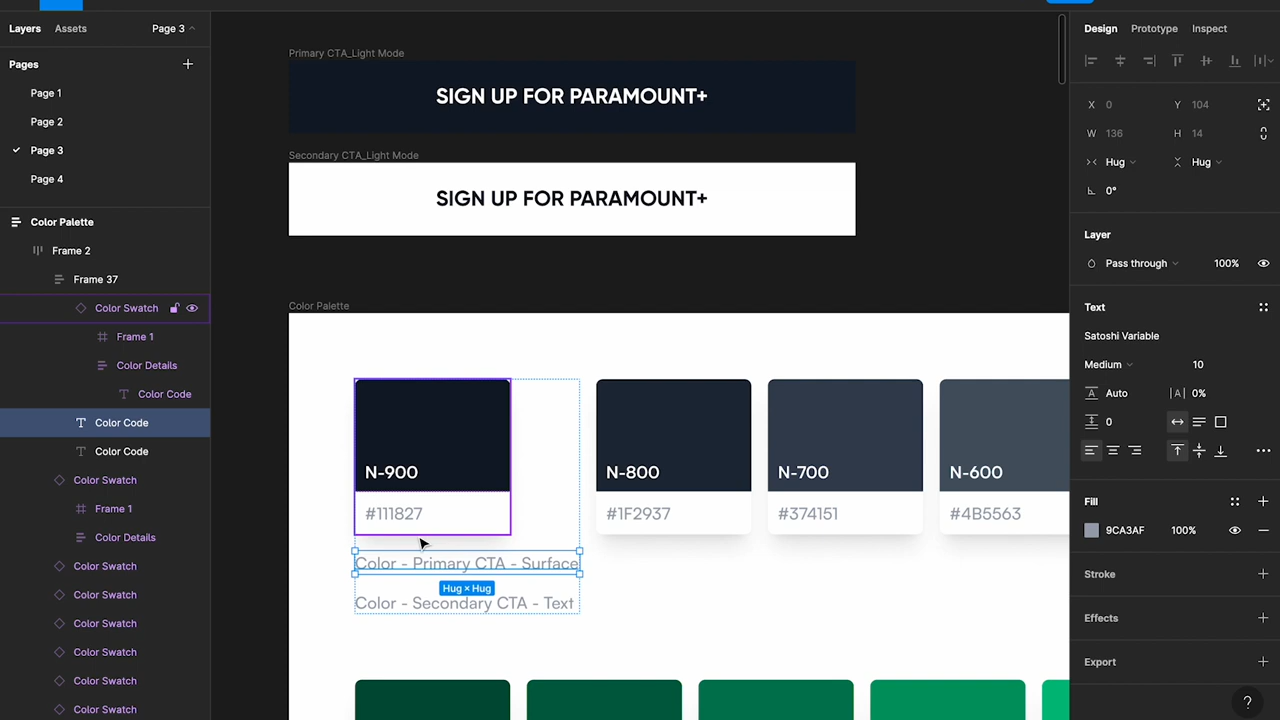 Layers
Assets
Page 3
Pages
Page 1
Page 2
Page 3
Page 4
Color Palette
Frame 2
Frame 37
Color Swatch
Frame 1
Color Details
Color Code
Color Code
Color Code
Color Swatch
Frame 1
Color Details
Color Swatch
Color Swatch
Color Swatch
Color Swatch
Color Swatch
Color Swatch
Primary CTA_Light Mode
SIGN UP FOR PARAMOUNT+
Secondary CTA_Light Mode
SIGN UP FOR PARAMOUNT+
Color Palette
N-900
#111827
N-800
#1F2937
N-700
#374151
N-600
#4B5563
Color - Primary CTA - Surface
Hug × Hug
Color - Secondary CTA - Text
Design
Prototype
Inspect
X 0
Y 104
W 136
H 14
Hug
Hug
0°
Layer
Pass through
100%
Text
Satoshi Variable
Medium
10
Auto
0%
0
Fill
9CA3AF
100%
Stroke
Effects
Export
?